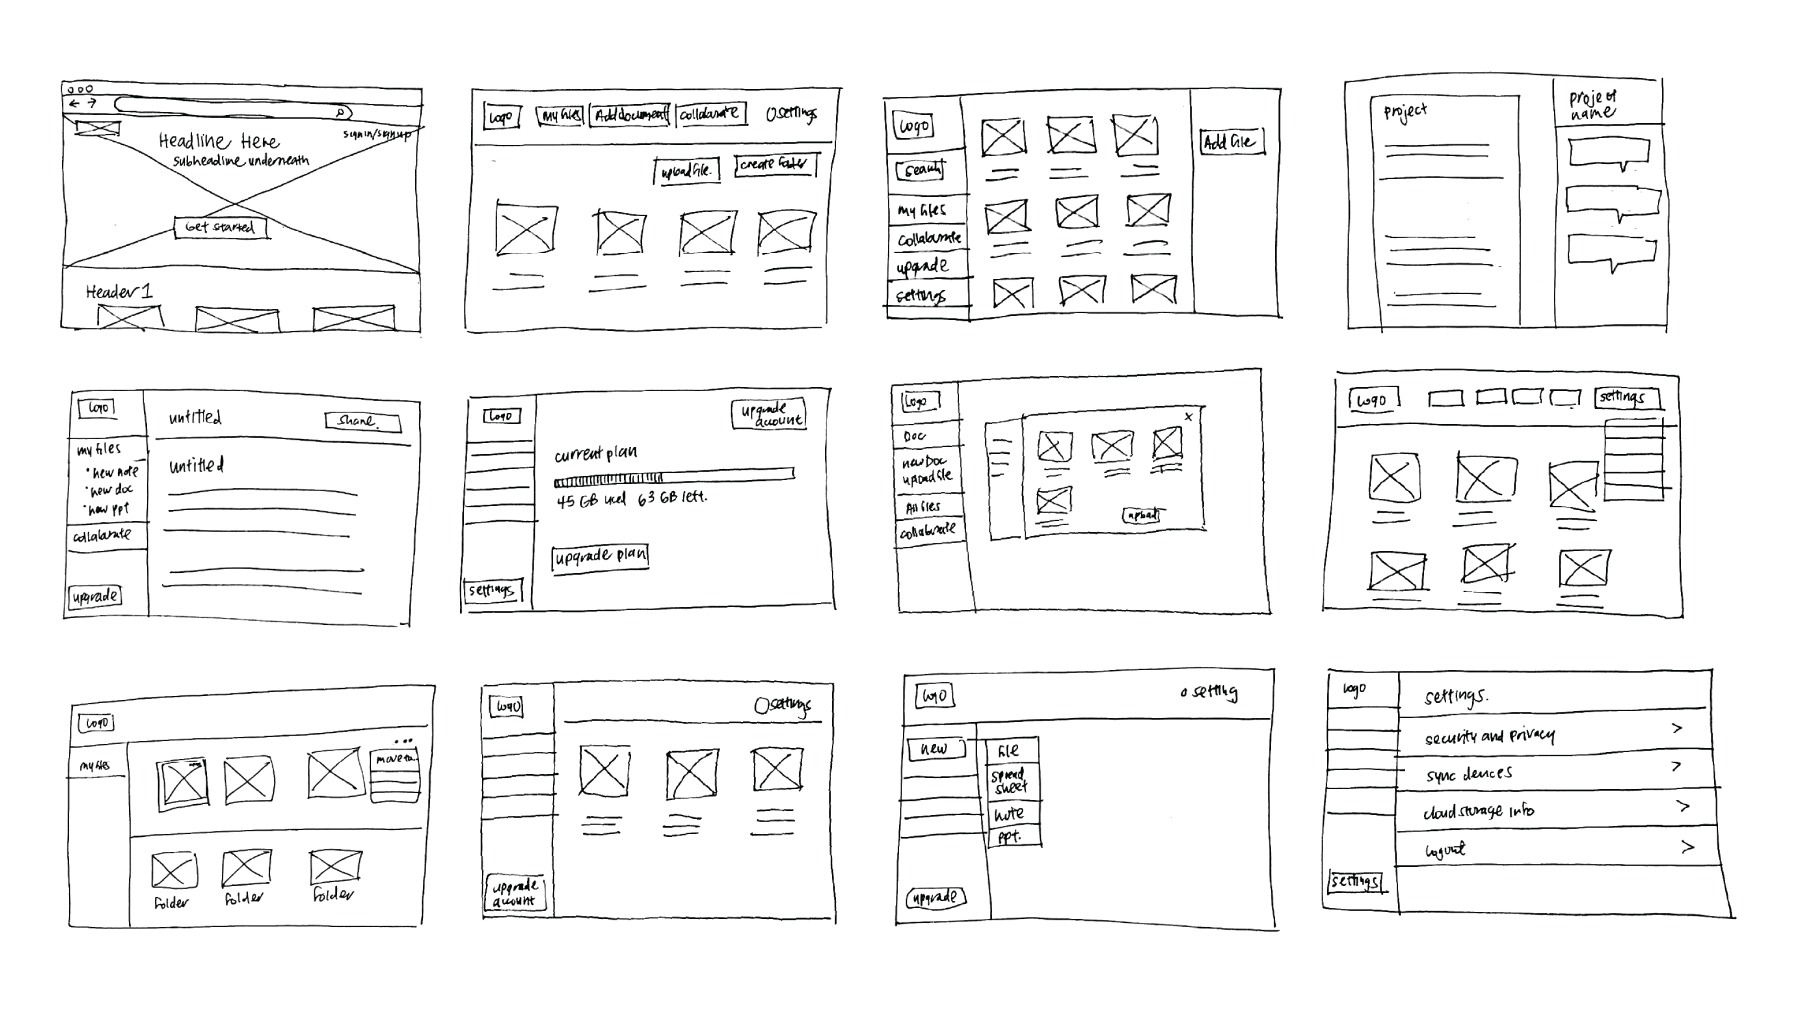 Headline Here
signin/signup
subheadline underneath
Get started
Header 1
Logo
my files
Add document
collaborate
settings
upload file.
create folder
Logo
search
my files
collaborate
upgrade
settings
Add file
project
project
name
Logo
my files
• new note
• new doc
• new ppt
collaborate
upgrade
untitled
share
untitled
Logo
settings
upgrade
account
current plan
45 GB used 63 GB left.
upgrade plan
Logo
Doc
new Doc
upload file
All files
collaborate
x
upload
Logo
settings
Logo
my files
move to
Folder
Folder
Folder
Logo
settings
upgrade
acount
Logo
setting
new
file
spread
sheet
note
ppt.
upgrade
Logo
settings
settings.
security and privacy
>
sync devices
>
cloud storage info
>
logout
>